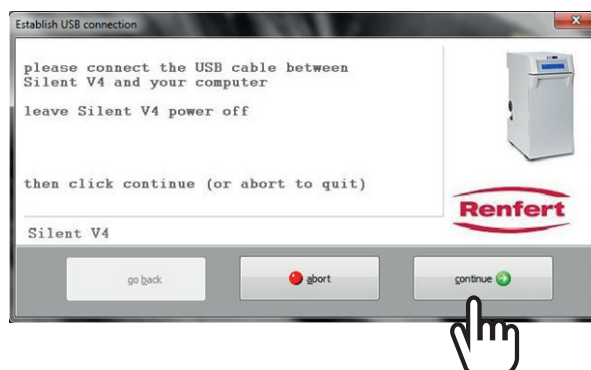 Establish USB connection
please connect the USB cable between
Silent V4 and your computer
leave Silent V4 power off
then click continue (or abort to quit)
Renfert
Silent V4
go back
abort
continue